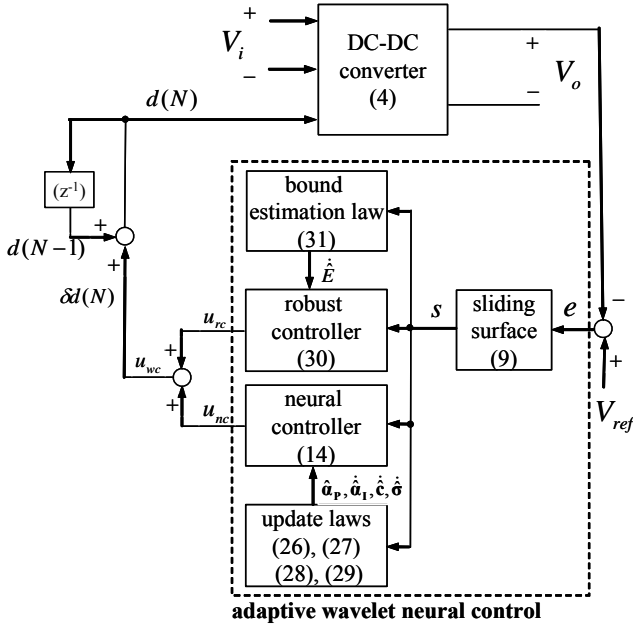 +
V_i
−
DC-DC
converter
(4)
+
V_o
−
d(N)
(z⁻¹)
+
d(N−1)
+
δd(N)
bound
estimation law
(31)
Ė̂
robust
controller
(30)
s
sliding
surface
(9)
e
−
+
V_ref
u_rc
+
u_wc
+
u_nc
neural
controller
(14)
α̂_P, α̂̇_I, ĉ̇, σ̂̇
update laws
(26), (27)
(28), (29)
adaptive wavelet neural control